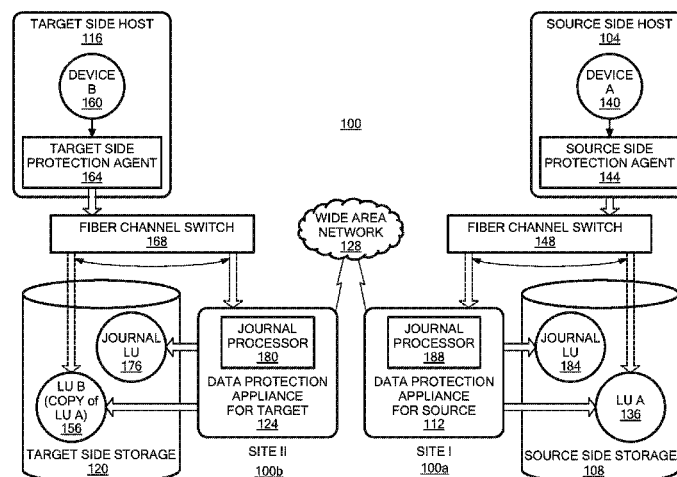 TARGET SIDE HOST
116
DEVICE
B
160
TARGET SIDE
PROTECTION AGENT
164
SOURCE SIDE HOST
104
DEVICE
A
140
SOURCE SIDE
PROTECTION AGENT
144
100
FIBER CHANNEL SWITCH
168
WIDE AREA
NETWORK
128
FIBER CHANNEL SWITCH
148
JOURNAL
LU
176
LU B
(COPY of
LU A)
156
TARGET SIDE STORAGE
120
JOURNAL
PROCESSOR
180
DATA PROTECTION
APPLIANCE
FOR TARGET
124
SITE II
100b
JOURNAL
PROCESSOR
188
DATA PROTECTION
APPLIANCE
FOR SOURCE
112
SITE I
100a
JOURNAL
LU
184
LU A
136
SOURCE SIDE STORAGE
108